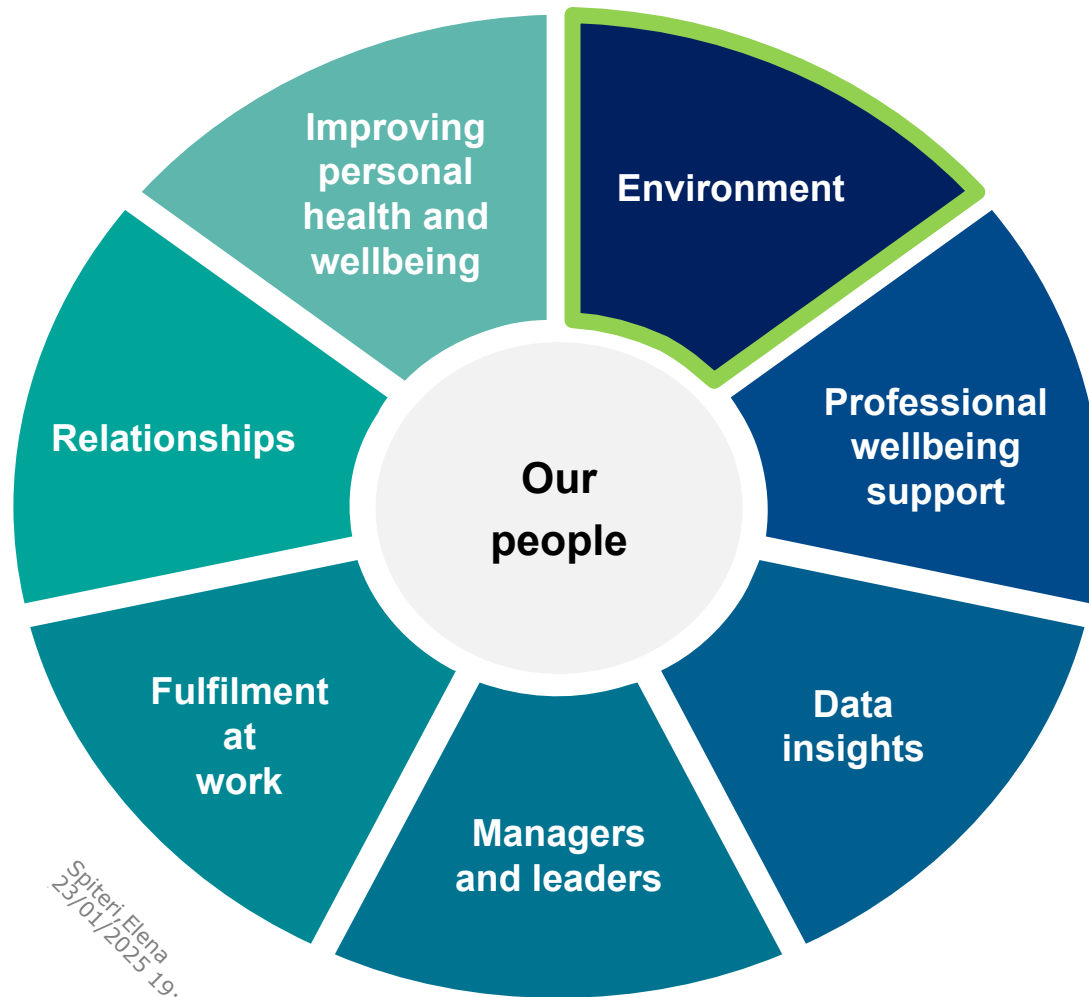 Improving
personal
health and
wellbeing
Environment
Professional
wellbeing
support
Data
insights
Managers
and leaders
Fulfilment
at
work
Relationships
Our
people
Spiteri,Elena
23/01/2025 19: